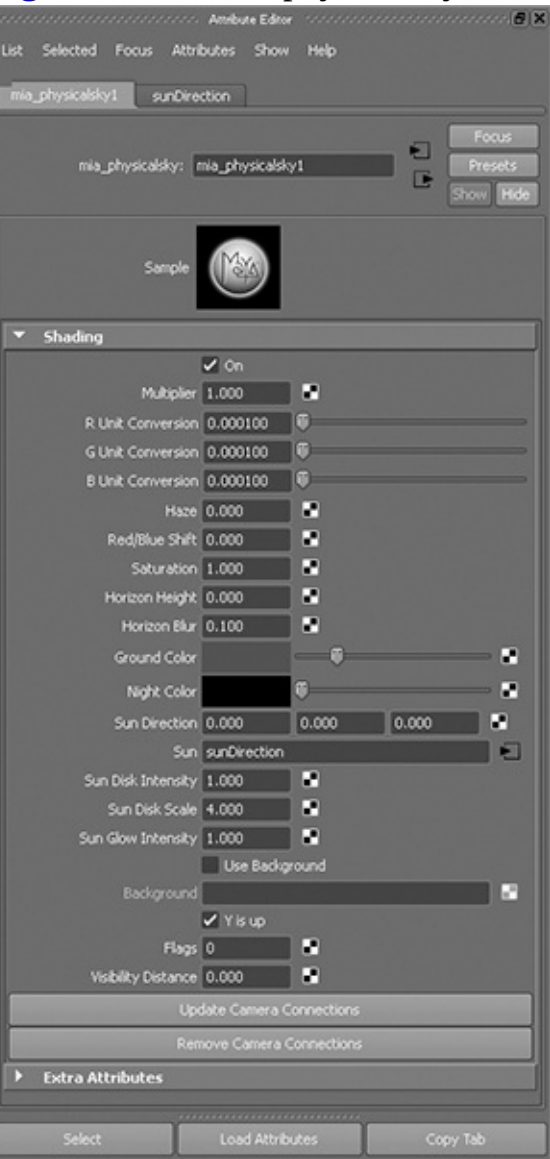 Attribute Editor
List Selected Focus Attributes Show Help
mia_physicalsky1 sunDirection
Focus
mia_physicalsky: mia_physicalsky1
Presets
Show Hide
Sample
Shading
On
Multiplier 1.000
R Unit Conversion 0.000100
G Unit Conversion 0.000100
B Unit Conversion 0.000100
Haze 0.000
Red/Blue Shift 0.000
Saturation 1.000
Horizon Height 0.000
Horizon Blur 0.100
Ground Color
Night Color
Sun Direction 0.000 0.000 0.000
Sun sunDirection
Sun Disk Intensity 1.000
Sun Disk Scale 4.000
Sun Glow Intensity 1.000
Use Background
Background
Y is up
Flags 0
Visibility Distance 0.000
Update Camera Connections
Remove Camera Connections
Extra Attributes
Select Load Attributes Copy Tab